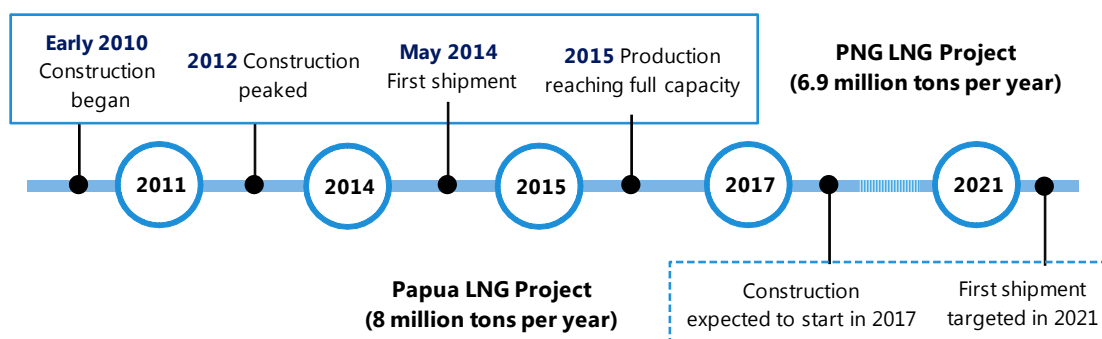 Early 2010
Construction
began
2012 Construction
peaked
May 2014
First shipment
2015 Production
reaching full capacity
PNG LNG Project
(6.9 million tons per year)
2011
2014
2015
2017
2021
Papua LNG Project
(8 million tons per year)
Construction
expected to start in 2017
First shipment
targeted in 2021